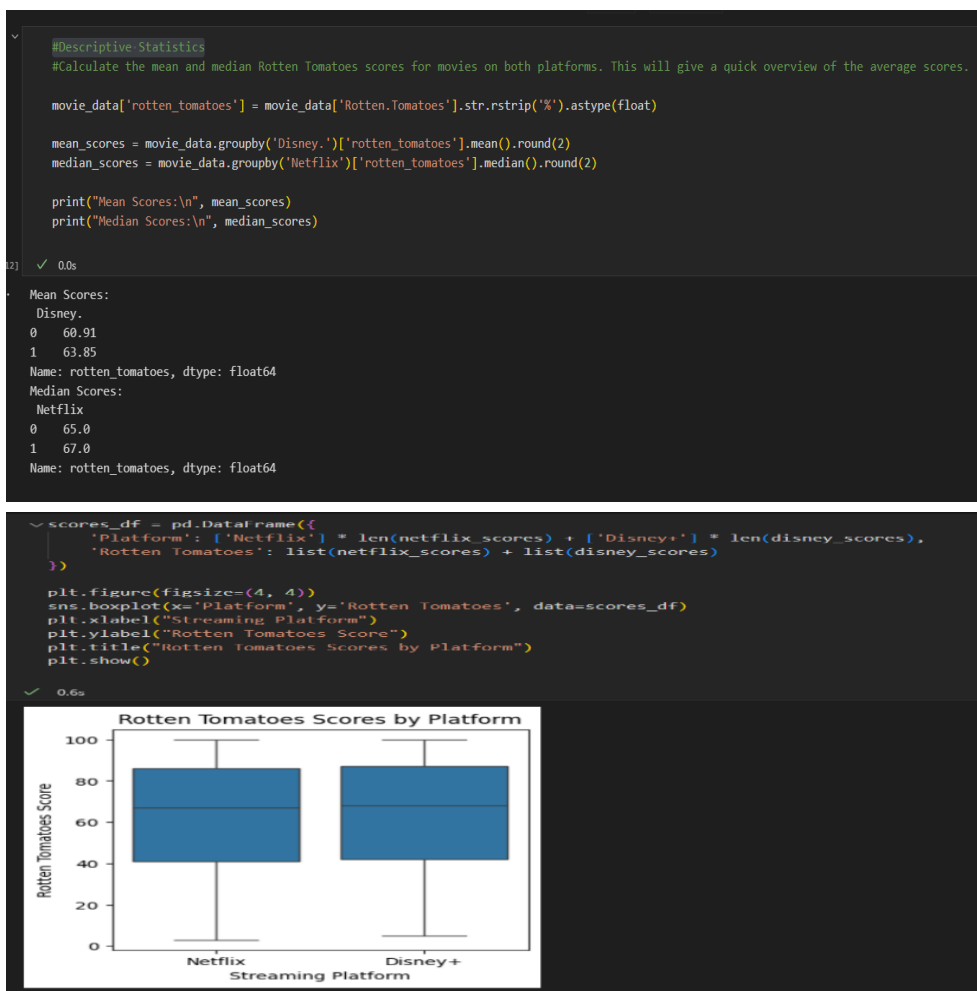 #Descriptive Statistics
#Calculate the mean and median Rotten Tomatoes scores for movies on both platforms. This will give a quick overview of the average scores.
movie_data['rotten_tomatoes'] = movie_data['Rotten.Tomatoes'].str.rstrip('%').astype(float)
mean_scores = movie_data.groupby('Disney.')['rotten_tomatoes'].mean().round(2)
median_scores = movie_data.groupby('Netflix')['rotten_tomatoes'].median().round(2)
print("Mean Scores:\n", mean_scores)
print("Median Scores:\n", median_scores)
12] ✓ 0.0s
Mean Scores:
Disney.
0 60.91
1 63.85
Name: rotten_tomatoes, dtype: float64
Median Scores:
Netflix
0 65.0
1 67.0
Name: rotten_tomatoes, dtype: float64
scores_df = pd.DataFrame({
'Platform': ['Netflix'] * len(netflix_scores) + ['Disney+'] * len(disney_scores),
'Rotten Tomatoes': list(netflix_scores) + list(disney_scores)
})
plt.figure(figsize=(4, 4))
sns.boxplot(x='Platform', y='Rotten Tomatoes', data=scores_df)
plt.xlabel("Streaming Platform")
plt.ylabel("Rotten Tomatoes Score")
plt.title("Rotten Tomatoes Scores by Platform")
plt.show()
✓ 0.6s
Rotten Tomatoes Scores by Platform
Rotten Tomatoes Score
100
80
60
40
20
0
Netflix Disney+
Streaming Platform